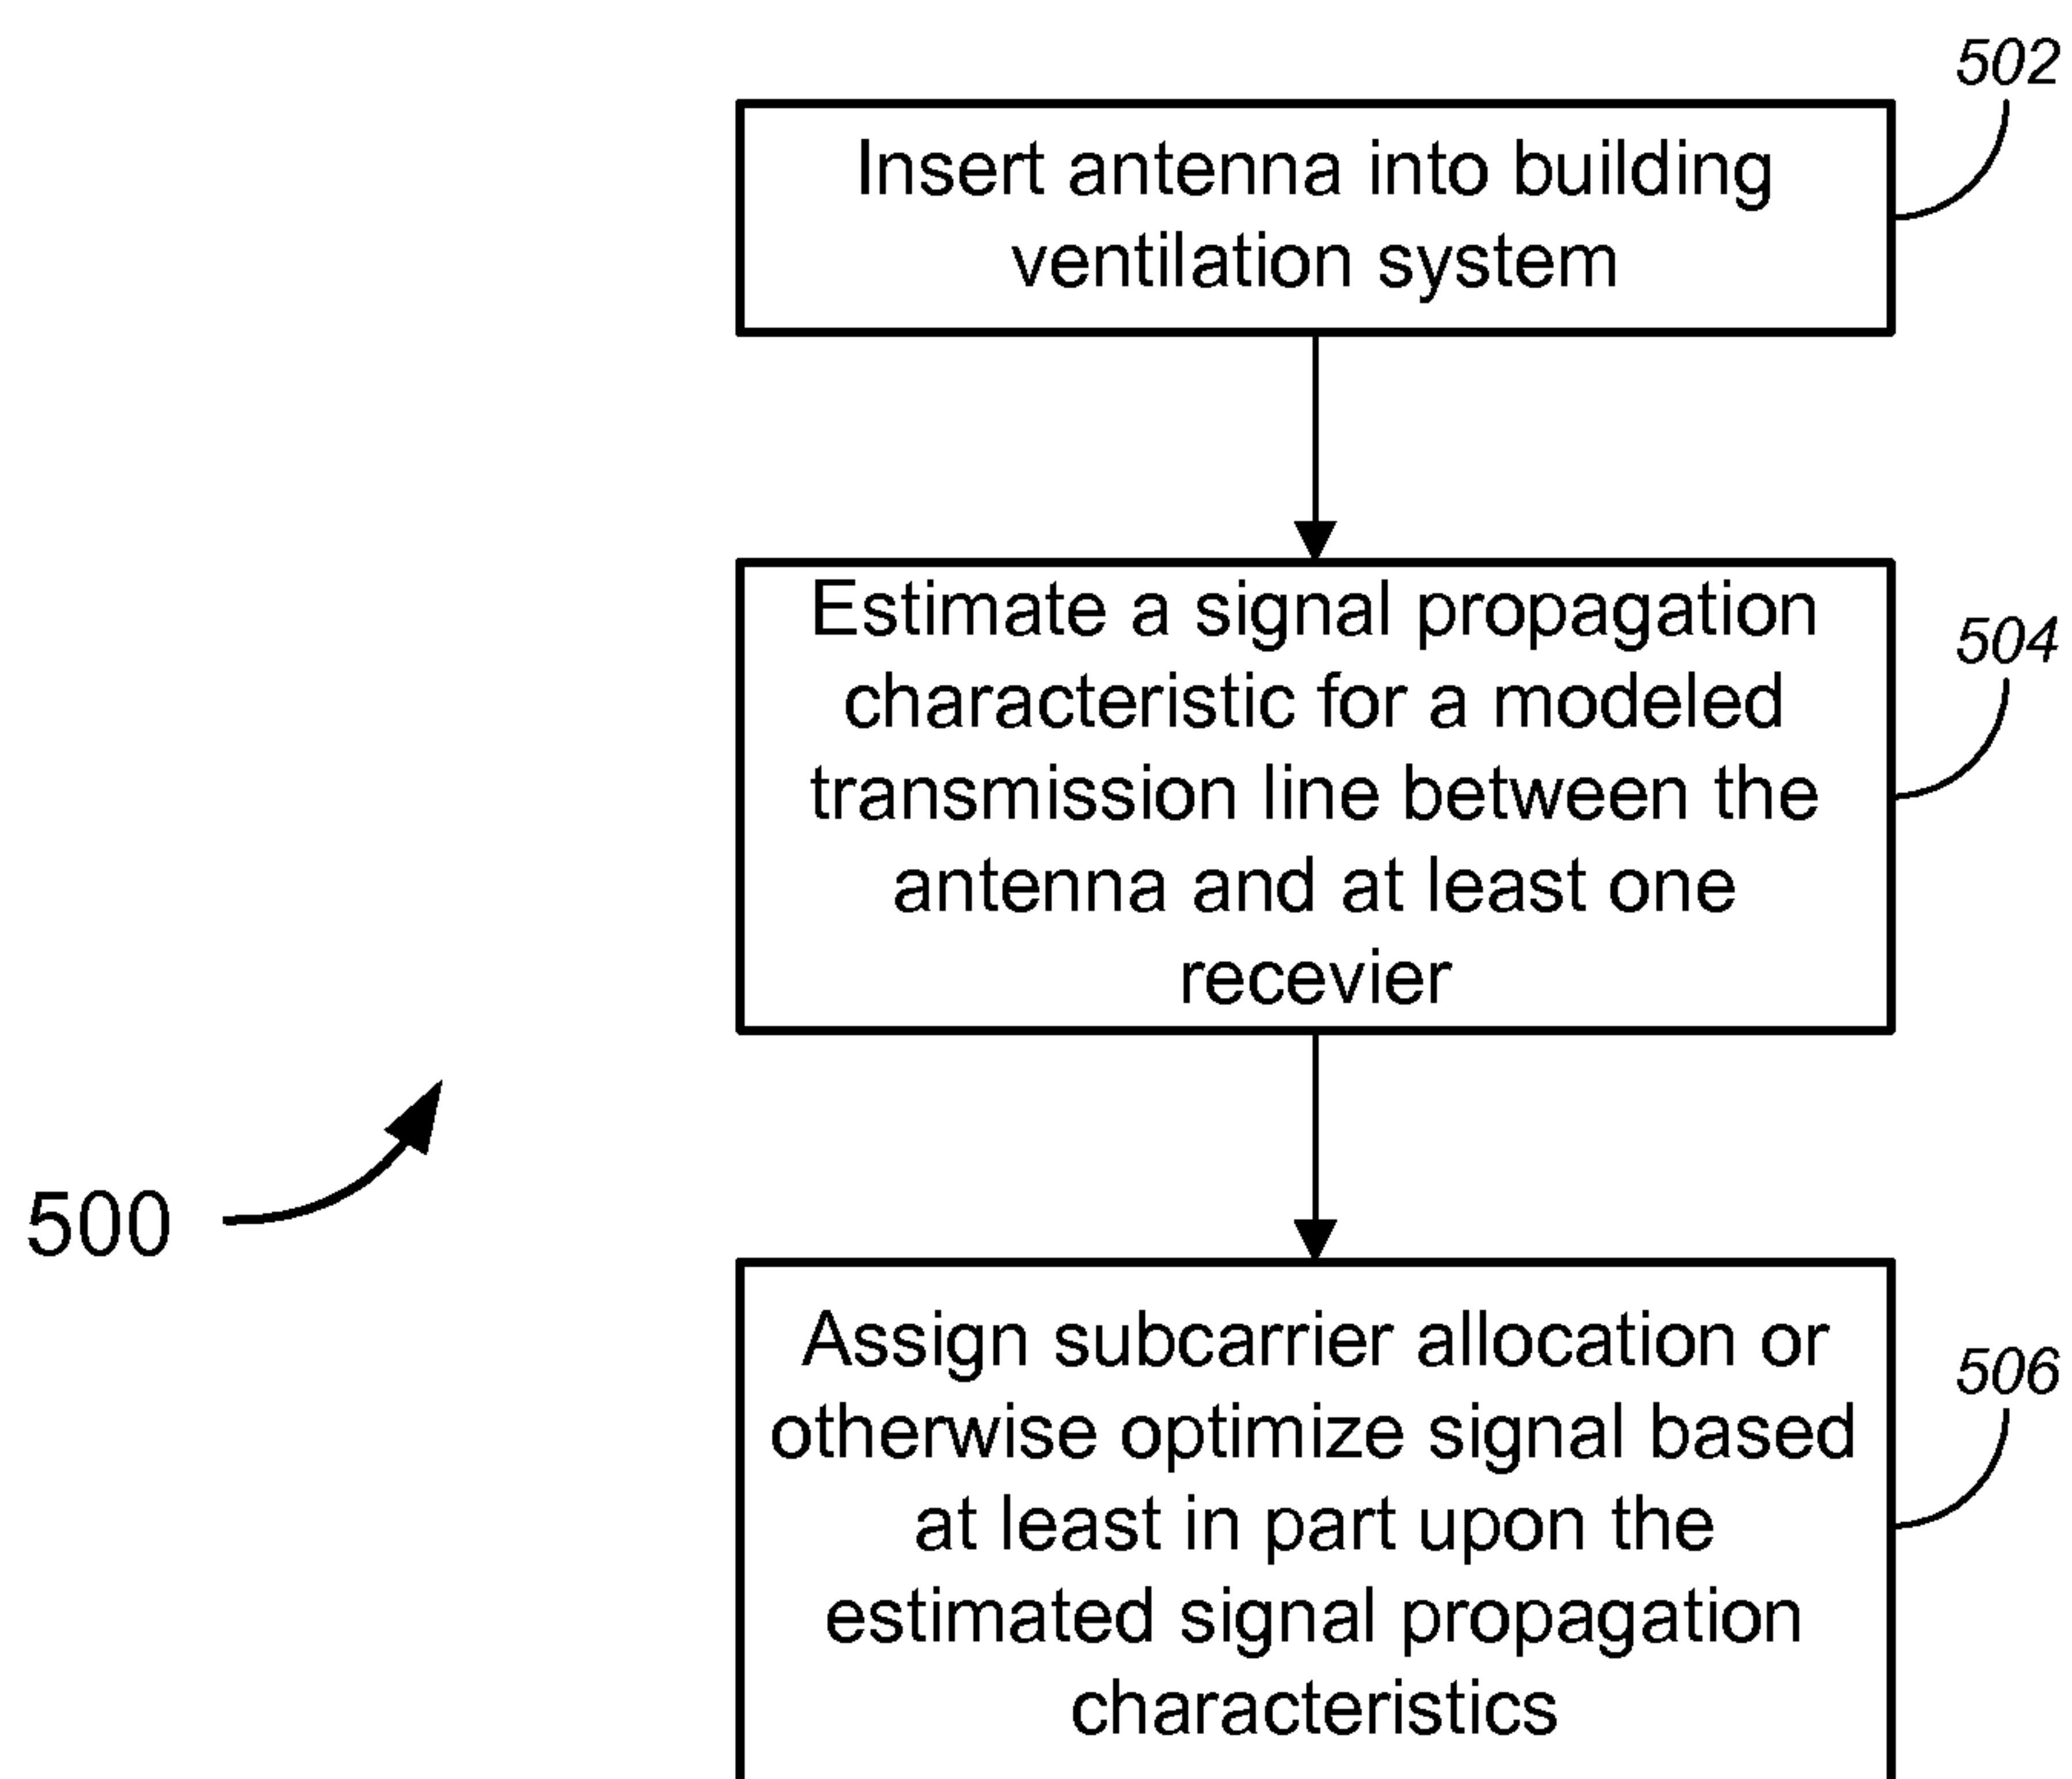 502
Insert antenna into building
ventilation system
504
Estimate a signal propagation
characteristic for a modeled
transmission line between the
antenna and at least one
recevier
500
506
Assign subcarrier allocation or
otherwise optimize signal based
at least in part upon the
estimated signal propagation
characteristics